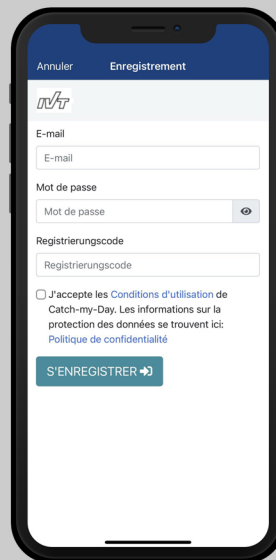 Annuler Enregistrement
IVT
E-mail
E-mail
Mot de passe
Mot de passe
Registrierungscode
Registrierungscode
J'accepte les Conditions d'utilisation de
Catch-my-Day. Les informations sur la
protection des données se trouvent ici:
Politique de confidentialité
S'ENREGISTRER